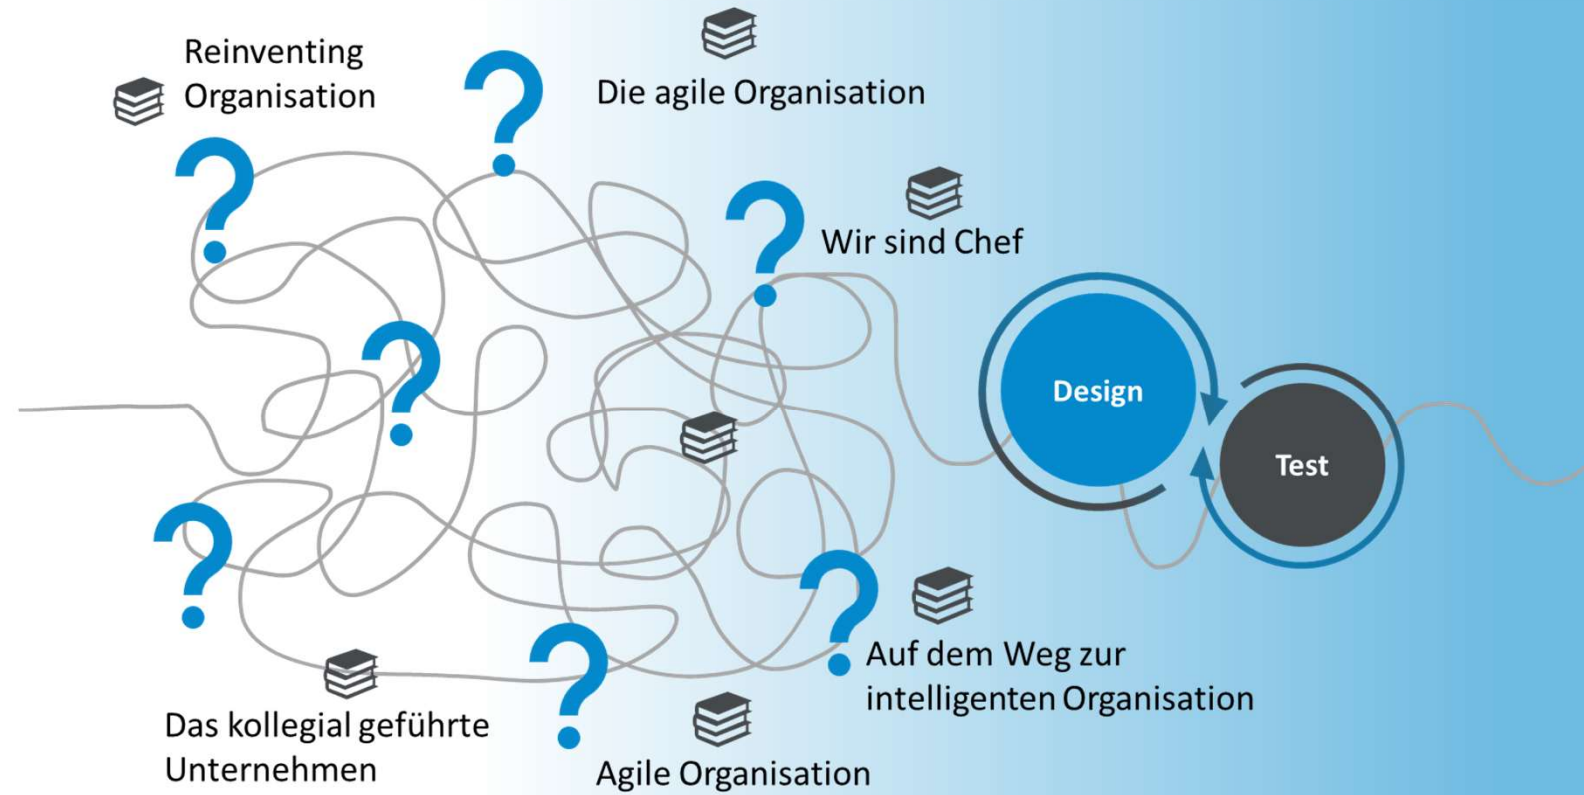 Reinventing
Organisation
Die agile Organisation
Wir sind Chef
Design
Test
Auf dem Weg zur
intelligenten Organisation
Das kollegial geführte
Unternehmen
Agile Organisation